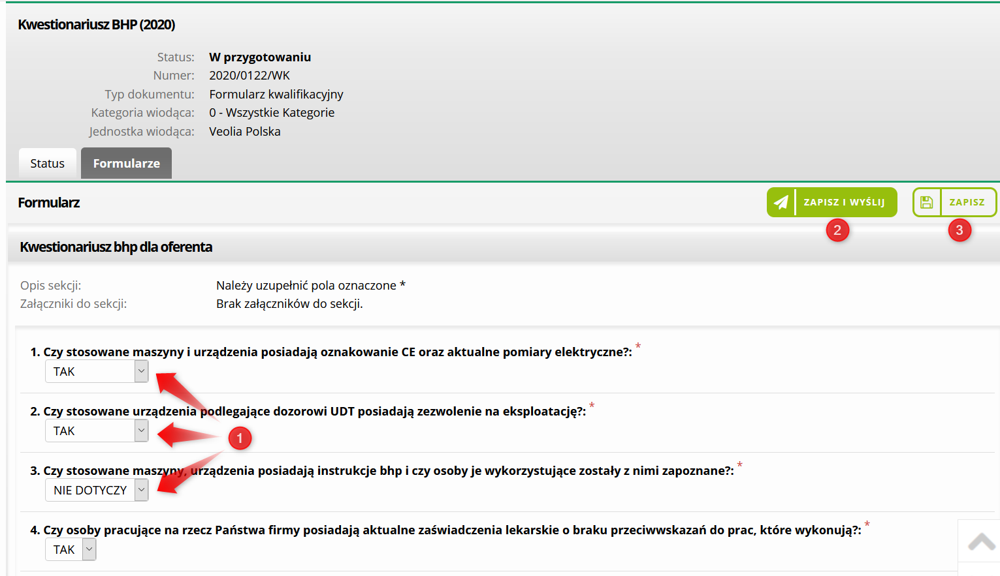 Kwestionariusz BHP (2020)
Status: W przygotowaniu
Numer: 2020/0122/WK
Typ dokumentu: Formularz kwalifikacyjny
Kategoria wiodąca: 0 - Wszystkie Kategorie
Jednostka wiodąca: Veolia Polska
Status Formularze
Formularz ZAPISZ I WYŚLIJ ZAPISZ
2 3
Kwestionariusz bhp dla oferenta
Opis sekcji: Należy uzupełnić pola oznaczone *
Załączniki do sekcji: Brak załączników do sekcji.
1. Czy stosowane maszyny i urządzenia posiadają oznakowanie CE oraz aktualne pomiary elektryczne?: *
TAK
2. Czy stosowane urządzenia podlegające dozorowi UDT posiadają zezwolenie na eksploatację?: *
TAK
1
3. Czy stosowane maszyny, urządzenia posiadają instrukcje bhp i czy osoby je wykorzystujące zostały z nimi zapoznane?: *
NIE DOTYCZY
4. Czy osoby pracujące na rzecz Państwa firmy posiadają aktualne zaświadczenia lekarskie o braku przeciwwskazań do prac, które wykonują?: *
TAK